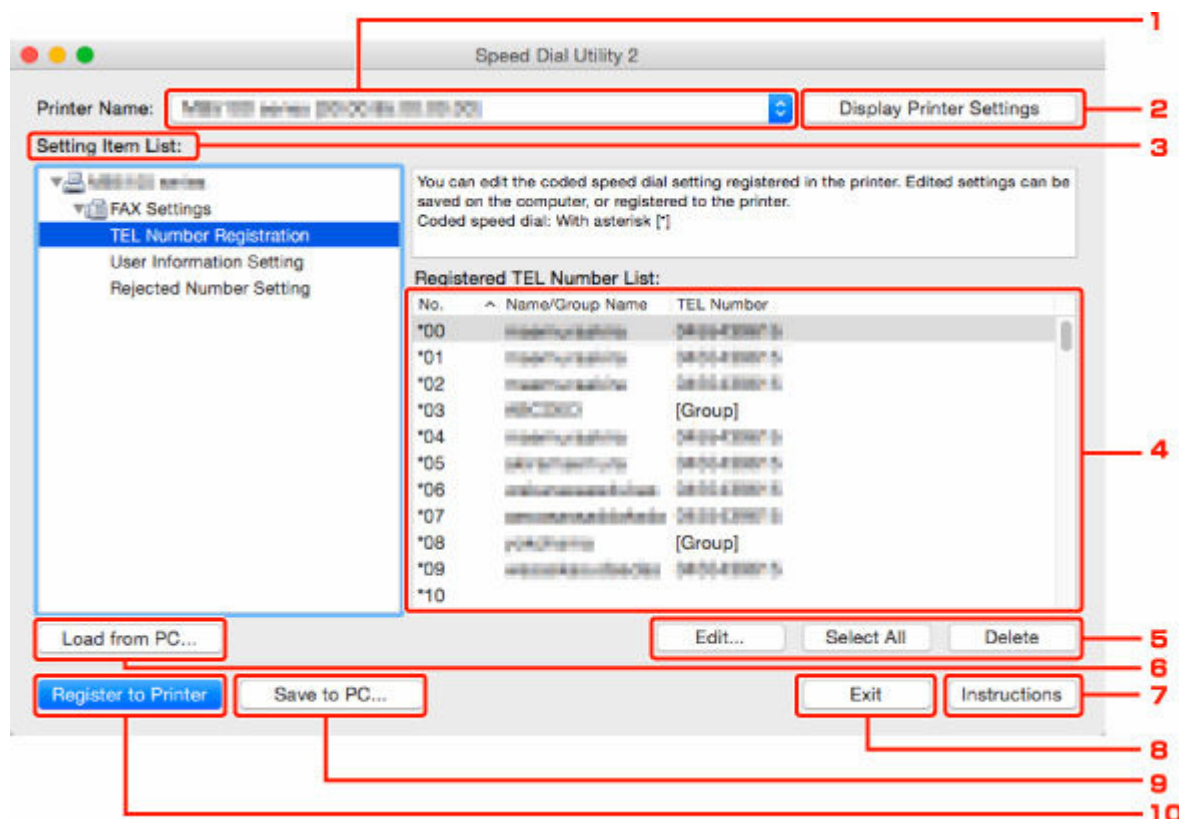 1
Speed Dial Utility 2
Printer Name:
Display Printer Settings
2
Setting Item List:
3
series
FAX Settings
TEL Number Registration
User Information Setting
Rejected Number Setting
You can edit the coded speed dial setting registered in the printer. Edited settings can be
saved on the computer, or registered to the printer.
Coded speed dial: With asterisk [*]
Registered TEL Number List:
No. Name/Group Name TEL Number
*00
*01
*02
*03 [Group]
*04
*05
*06
*07
*08 [Group]
*09
*10
4
Load from PC...
Edit... Select All Delete
5
6
Register to Printer Save to PC... Exit Instructions
7
8
9
10